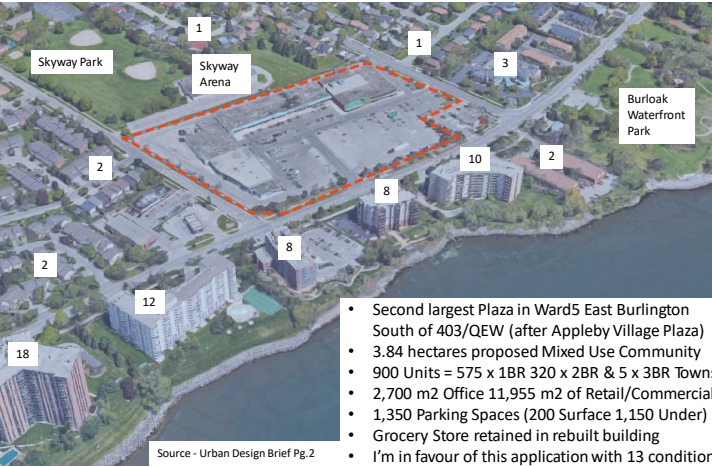 1
1
Skyway Park
Skyway
Arena
3
Burloak
Waterfront
Park
2
10
2
8
2
8
12
18
• Second largest Plaza in Ward5 East Burlington
South of 403/QEW (after Appleby Village Plaza)
• 3.84 hectares proposed Mixed Use Community
• 900 Units = 575 x 1BR 320 x 2BR & 5 x 3BR Towns
• 2,700 m2 Office 11,955 m2 of Retail/Commercial
• 1,350 Parking Spaces (200 Surface 1,150 Under)
• Grocery Store retained in rebuilt building
• I'm in favour of this application with 13 condition
Source - Urban Design Brief Pg.2